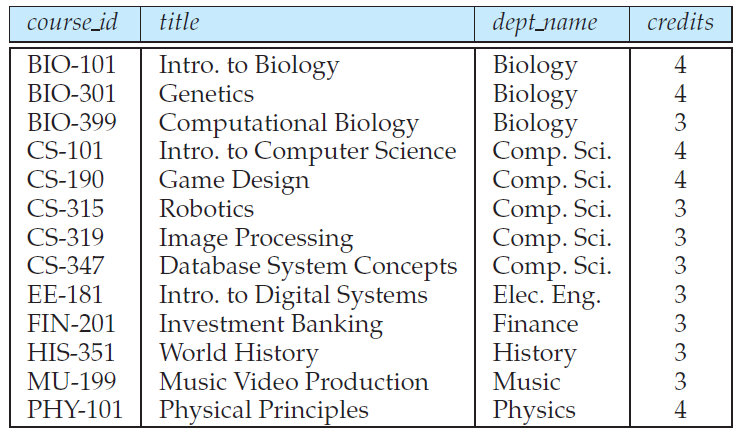 course_id title dept_name credits
BIO-101 Intro. to Biology Biology 4
BIO-301 Genetics Biology 4
BIO-399 Computational Biology Biology 3
CS-101 Intro. to Computer Science Comp. Sci. 4
CS-190 Game Design Comp. Sci. 4
CS-315 Robotics Comp. Sci. 3
CS-319 Image Processing Comp. Sci. 3
CS-347 Database System Concepts Comp. Sci. 3
EE-181 Intro. to Digital Systems Elec. Eng. 3
FIN-201 Investment Banking Finance 3
HIS-351 World History History 3
MU-199 Music Video Production Music 3
PHY-101 Physical Principles Physics 4